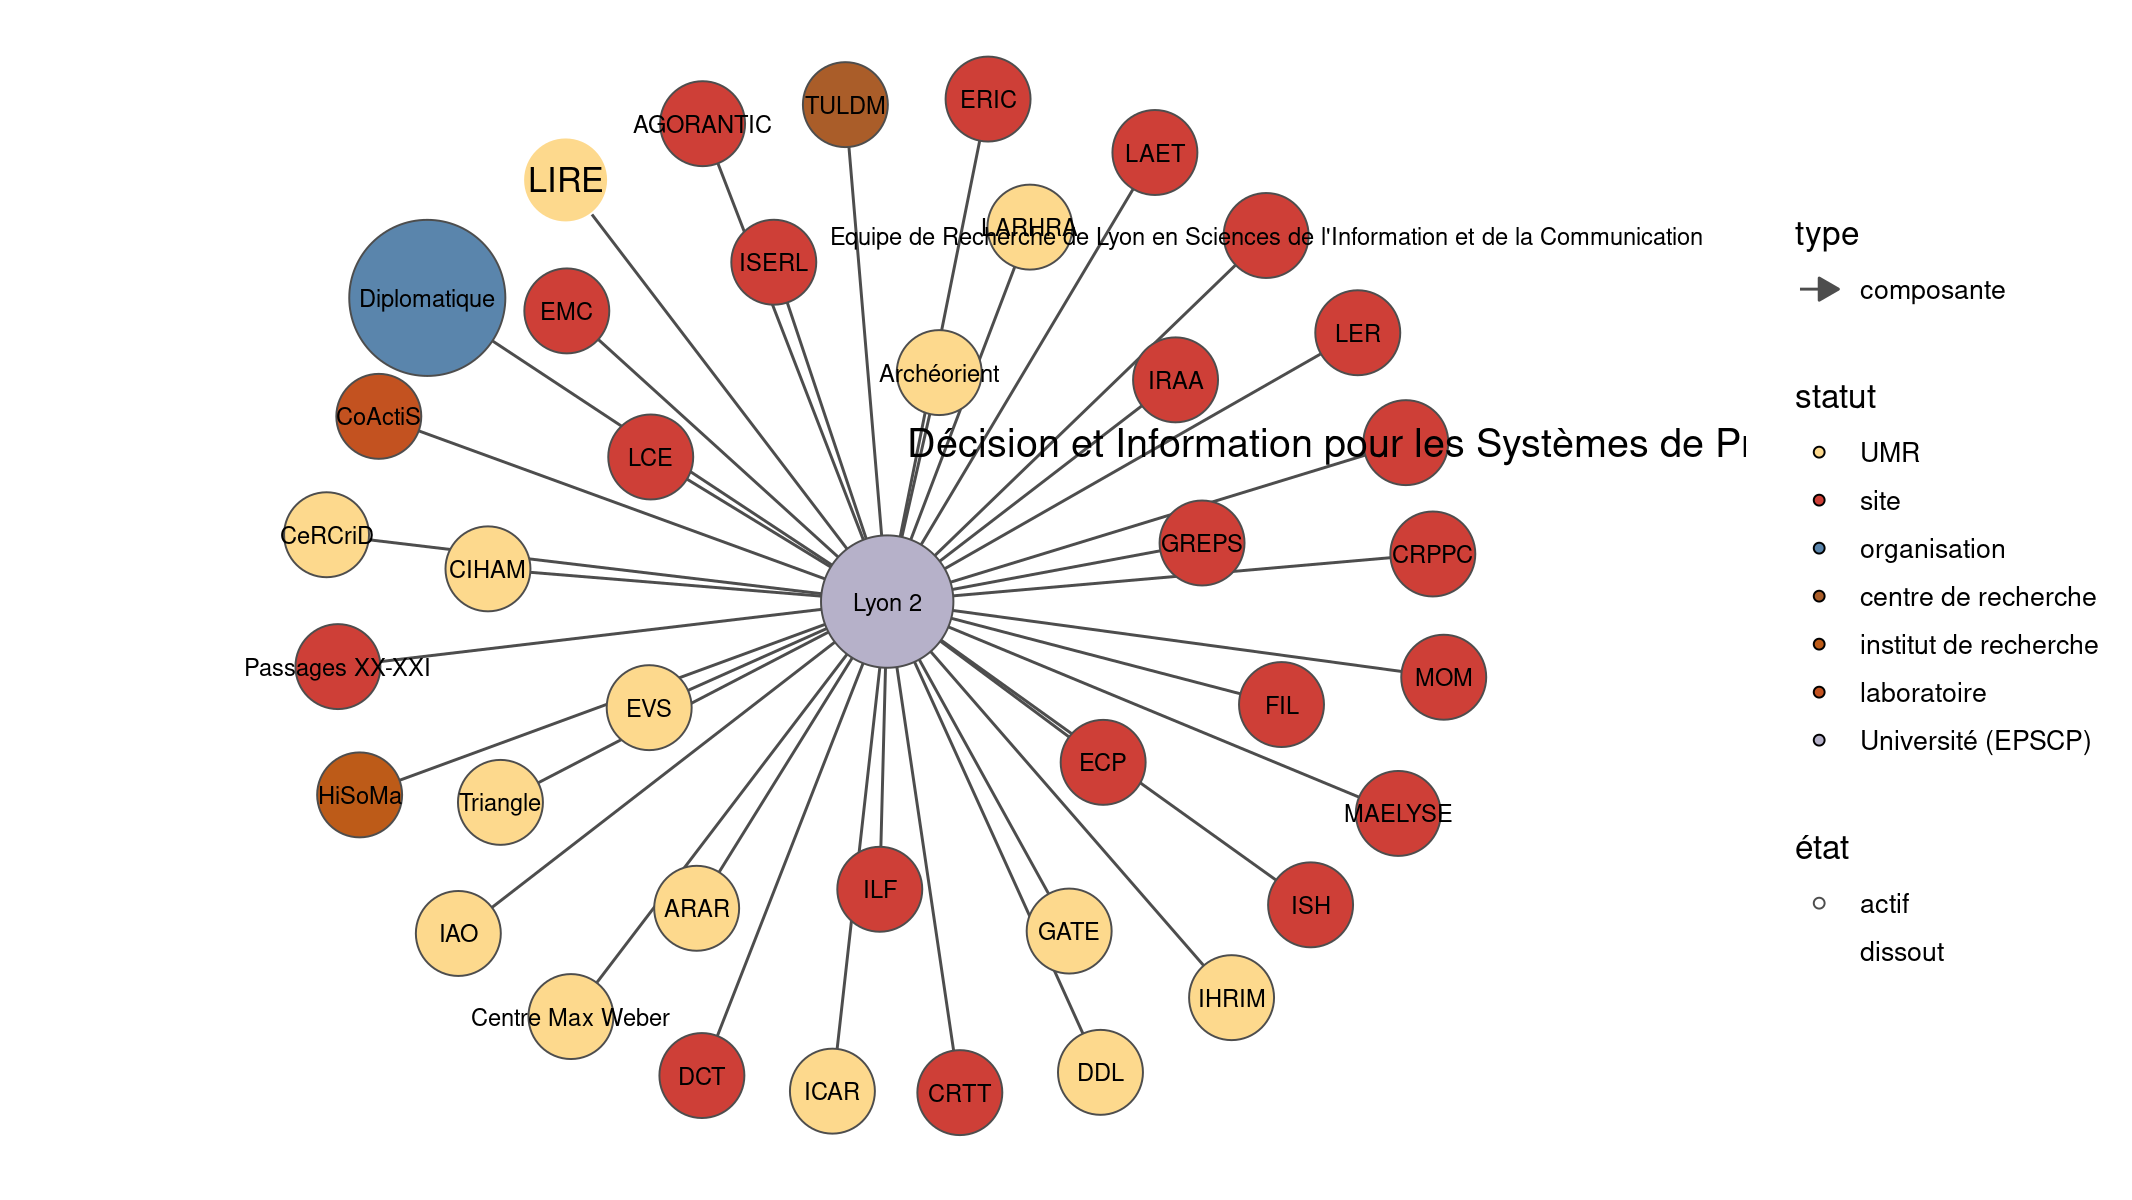 ERIC
TULDM
AGORANTIC
LAET
LIRE
LARHRA
Equipe de Recherche de Lyon en Sciences de l'Information et de la Communication
ISERL
Diplomatique
EMC
LER
Archéorient
IRAA
CoActiS
Décision et Information pour les Systèmes de
LCE
CeRCriD
GREPS
CRPPC
CIHAM
Lyon 2
Passages XX-XXI
MOM
FIL
EVS
ECP
HiSoMa
Triangle
MAELYSE
ILF
ISH
ARAR
IAO
GATE
IHRIM
Centre Max Weber
DDL
DCT
ICAR
CRTT
type
composante
statut
UMR
site
organisation
centre de recherche
institut de recherche
laboratoire
Université (EPSCP)
état
actif
dissout